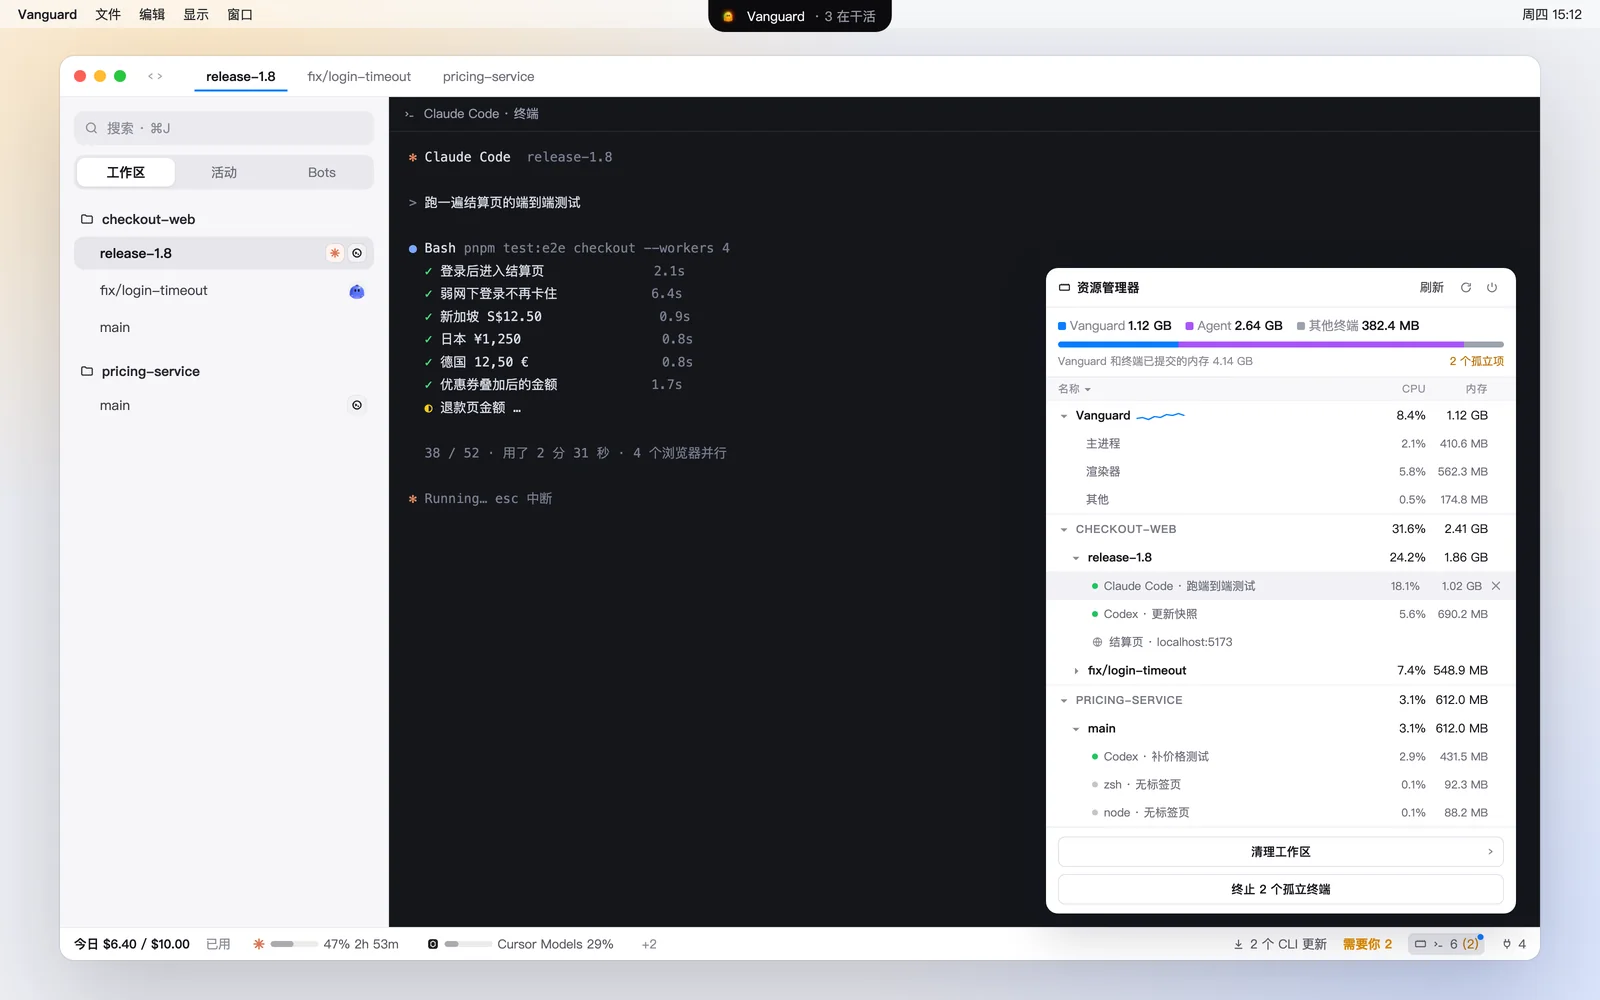 Vanguard 文件 编辑 显示 窗口
Vanguard · 3 在干活
周四 15:12
release-1.8 fix/login-timeout pricing-service
搜索 · ⌘J
工作区 活动 Bots
checkout-web
release-1.8
fix/login-timeout
main
pricing-service
main
Claude Code · 终端
Claude Code release-1.8
> 跑一遍结算页的端到端测试
Bash pnpm test:e2e checkout --workers 4
✓ 登录后进入结算页 2.1s
✓ 弱网下登录不再卡住 6.4s
✓ 新加坡 S$12.50 0.9s
✓ 日本 ¥1,250 0.8s
✓ 德国 12,50 € 0.8s
✓ 优惠券叠加后的金额 1.7s
退款页金额 …
38 / 52 · 用了 2 分 31 秒 · 4 个浏览器并行
Running… esc 中断
资源管理器 刷新
Vanguard 1.12 GB Agent 2.64 GB 其他终端 382.4 MB
Vanguard 和终端已提交的内存 4.14 GB 2 个孤立项
名称 CPU 内存
Vanguard 8.4% 1.12 GB
主进程 2.1% 410.6 MB
渲染器 5.8% 562.3 MB
其他 0.5% 174.8 MB
CHECKOUT-WEB 31.6% 2.41 GB
release-1.8 24.2% 1.86 GB
Claude Code · 跑端到端测试 18.1% 1.02 GB
Codex · 更新快照 5.6% 690.2 MB
结算页 · localhost:5173
fix/login-timeout 7.4% 548.9 MB
PRICING-SERVICE 3.1% 612.0 MB
main 3.1% 612.0 MB
Codex · 补价格测试 2.9% 431.5 MB
zsh · 无标签页 0.1% 92.3 MB
node · 无标签页 0.1% 88.2 MB
清理工作区
终止 2 个孤立终端
今日 $6.40 / $10.00 已用 47% 2h 53m Cursor Models 29% +2
2 个 CLI 更新 需要你 2 6 (2) 4